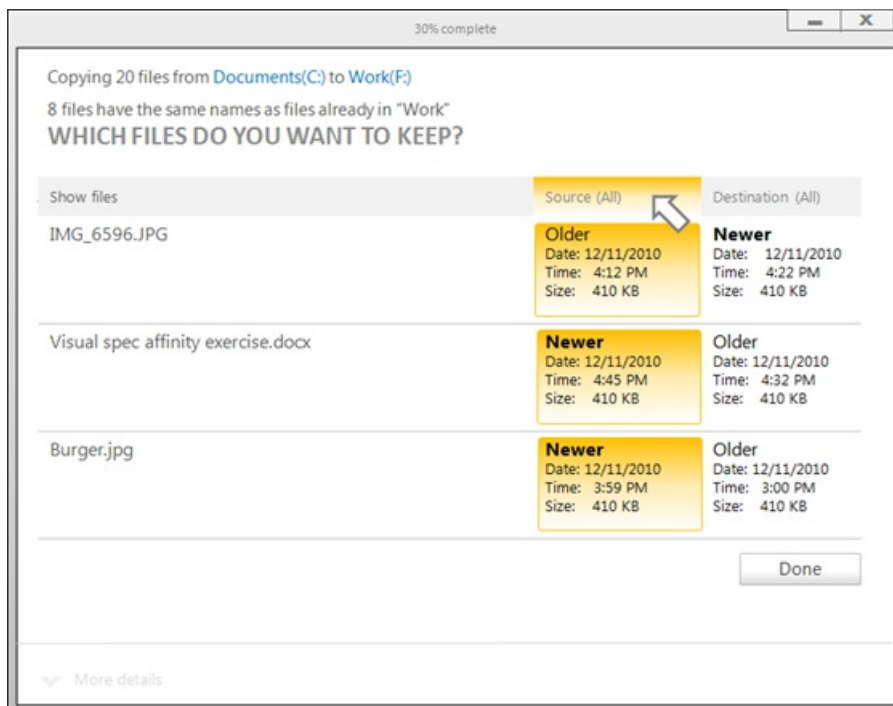 30% complete
Copying 20 files from Documents(C:) to Work(F:)
8 files have the same names as files already in "Work"
WHICH FILES DO YOU WANT TO KEEP?
Show files Source (All) Destination (All)
IMG_6596.JPG Older Newer
Date: 12/11/2010 Date: 12/11/2010
Time: 4:12 PM Time: 4:22 PM
Size: 410 KB Size: 410 KB
Visual spec affinity exercise.docx Newer Older
Date: 12/11/2010 Date: 12/11/2010
Time: 4:45 PM Time: 4:32 PM
Size: 410 KB Size: 410 KB
Burger.jpg Newer Older
Date: 12/11/2010 Date: 12/11/2010
Time: 3:59 PM Time: 3:00 PM
Size: 410 KB Size: 410 KB
Done
More details